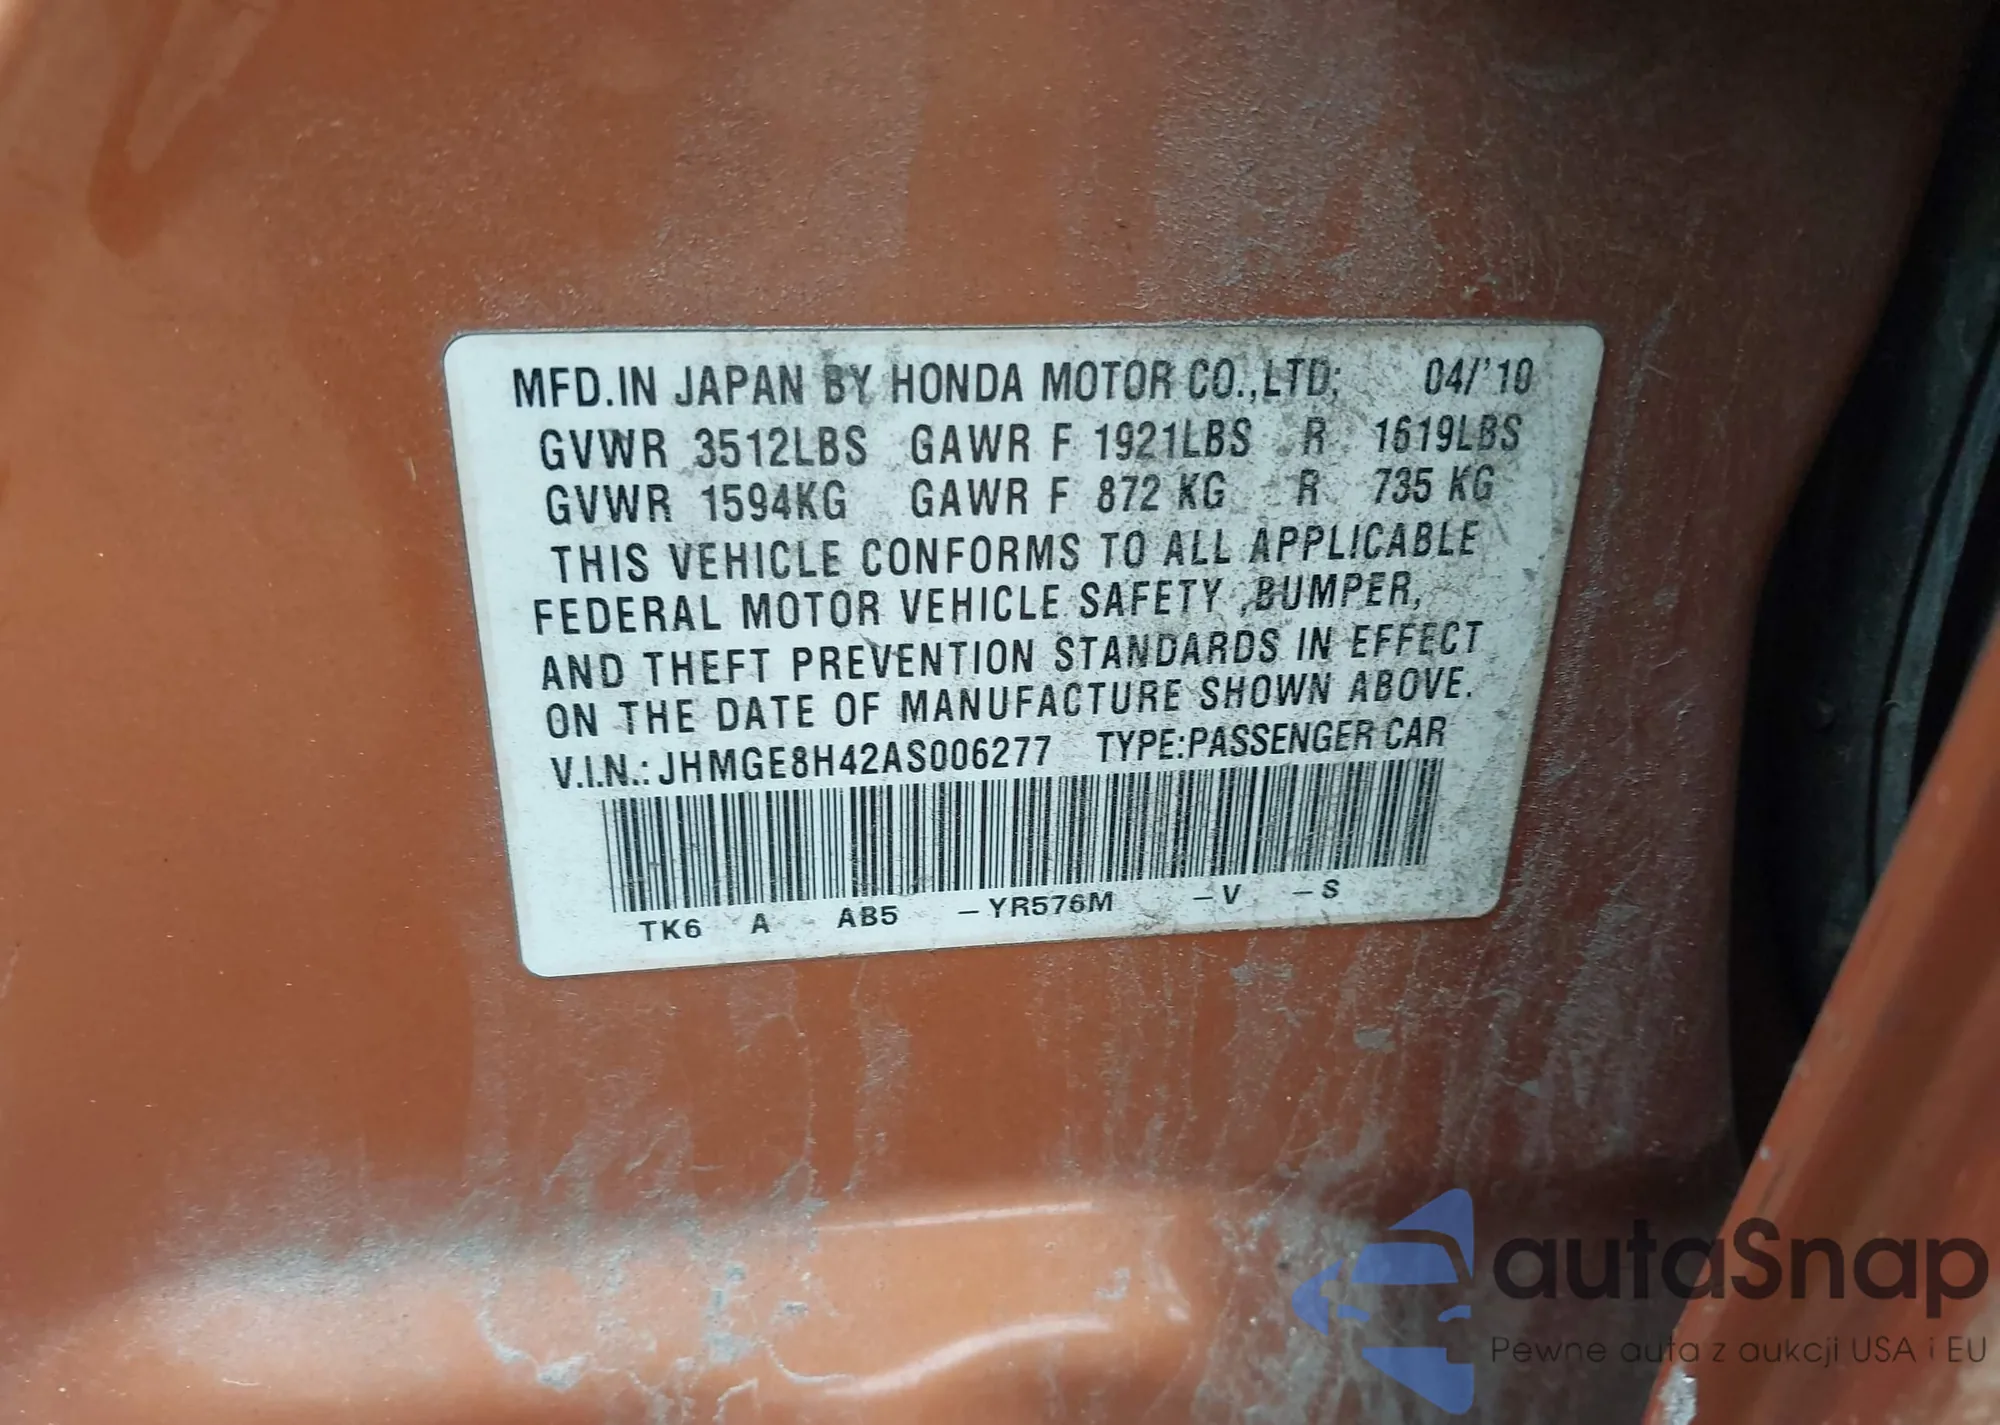 MFD.IN JAPAN BY HONDA MOTOR CO.,LTD; 04/'10
GVWR 3512LBS GAWR F 1921LBS R 1619LBS
GVWR 1594KG GAWR F 872 KG R 735 KG
THIS VEHICLE CONFORMS TO ALL APPLICABLE
FEDERAL MOTOR VEHICLE SAFETY ,BUMPER,
AND THEFT PREVENTION STANDARDS IN EFFECT
ON THE DATE OF MANUFACTURE SHOWN ABOVE.
V.I.N.: JHMGE8H42AS006277 TYPE:PASSENGER CAR
TK6 A - AB5 -YR576M -V -S
autaSnap
Pewne auta z aukcji USA i EU